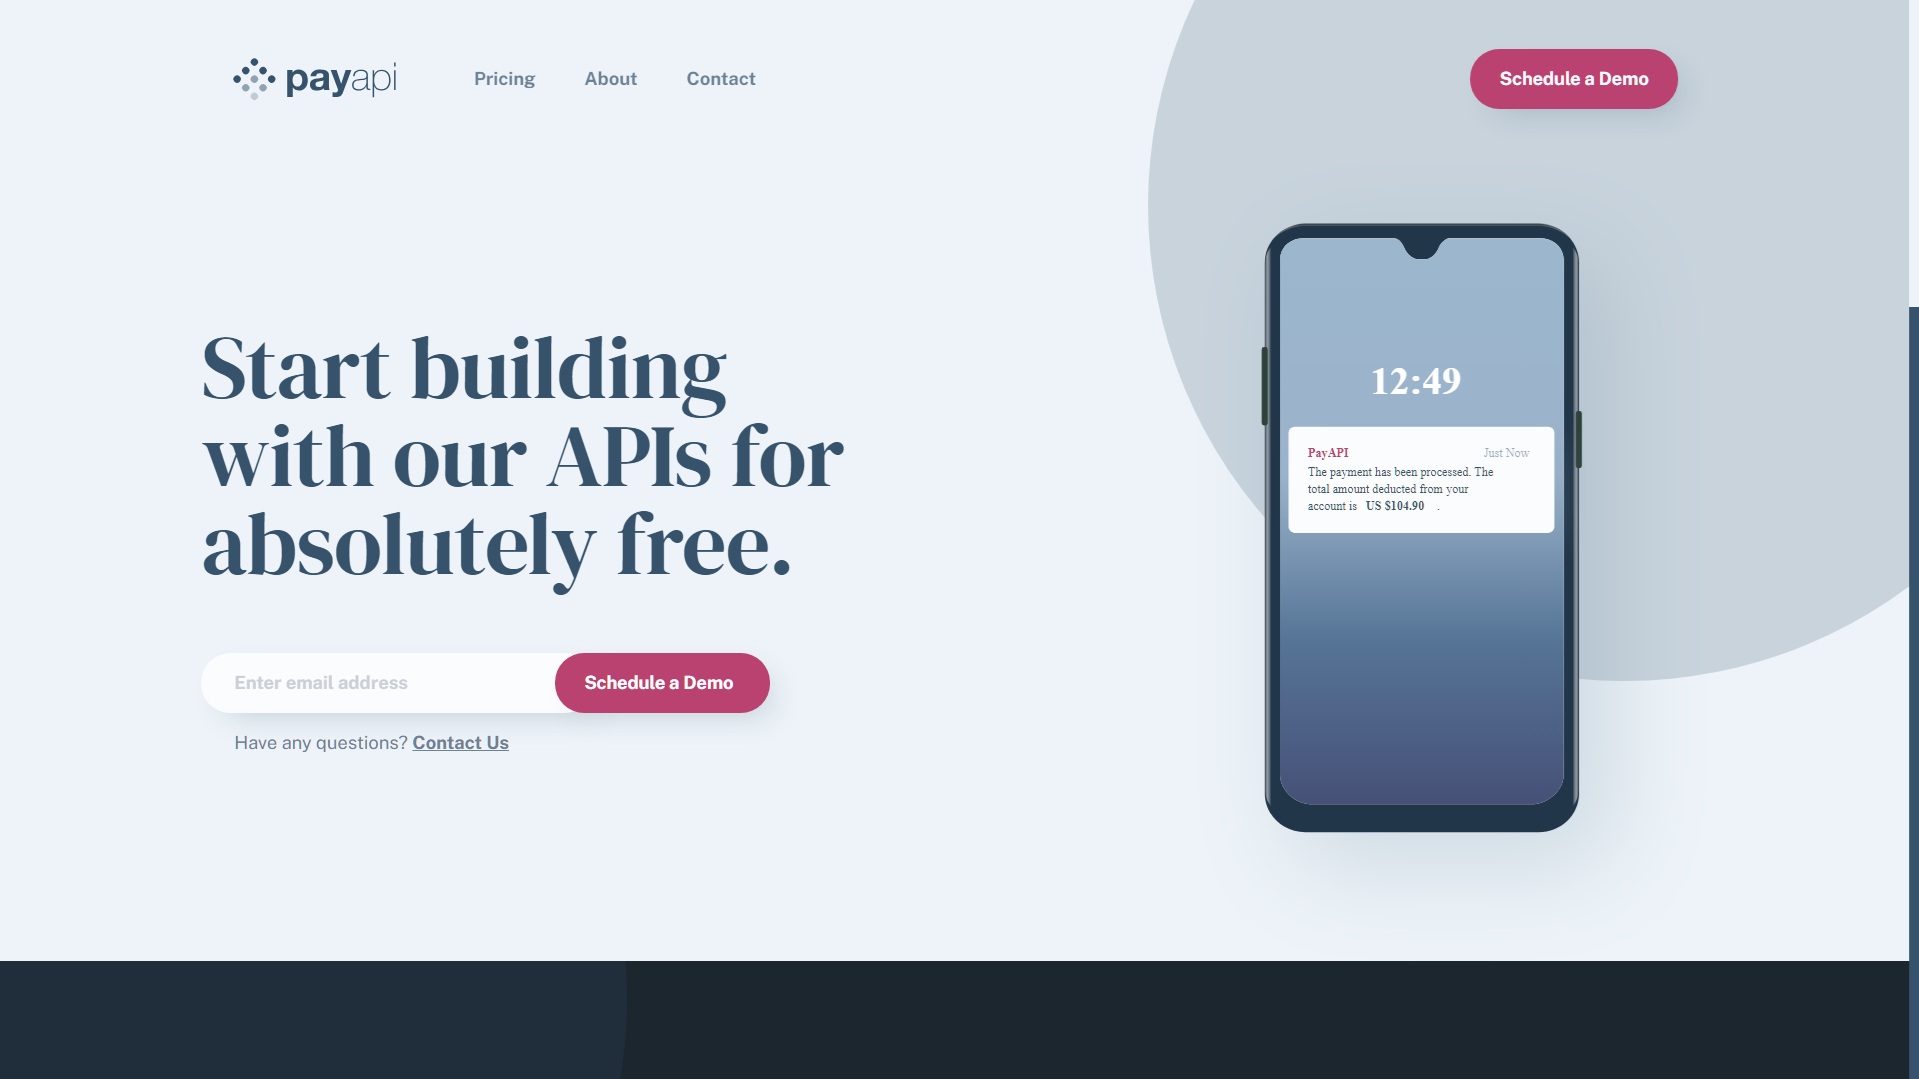 payapi
Pricing
About
Contact
Schedule a Demo
Start building
with our APIs for
absolutely free.
Enter email address
Schedule a Demo
Have any questions? Contact Us
12:49
PayAPI
Just Now
The payment has been processed. The
total amount deducted from your
account is US $104.90 .